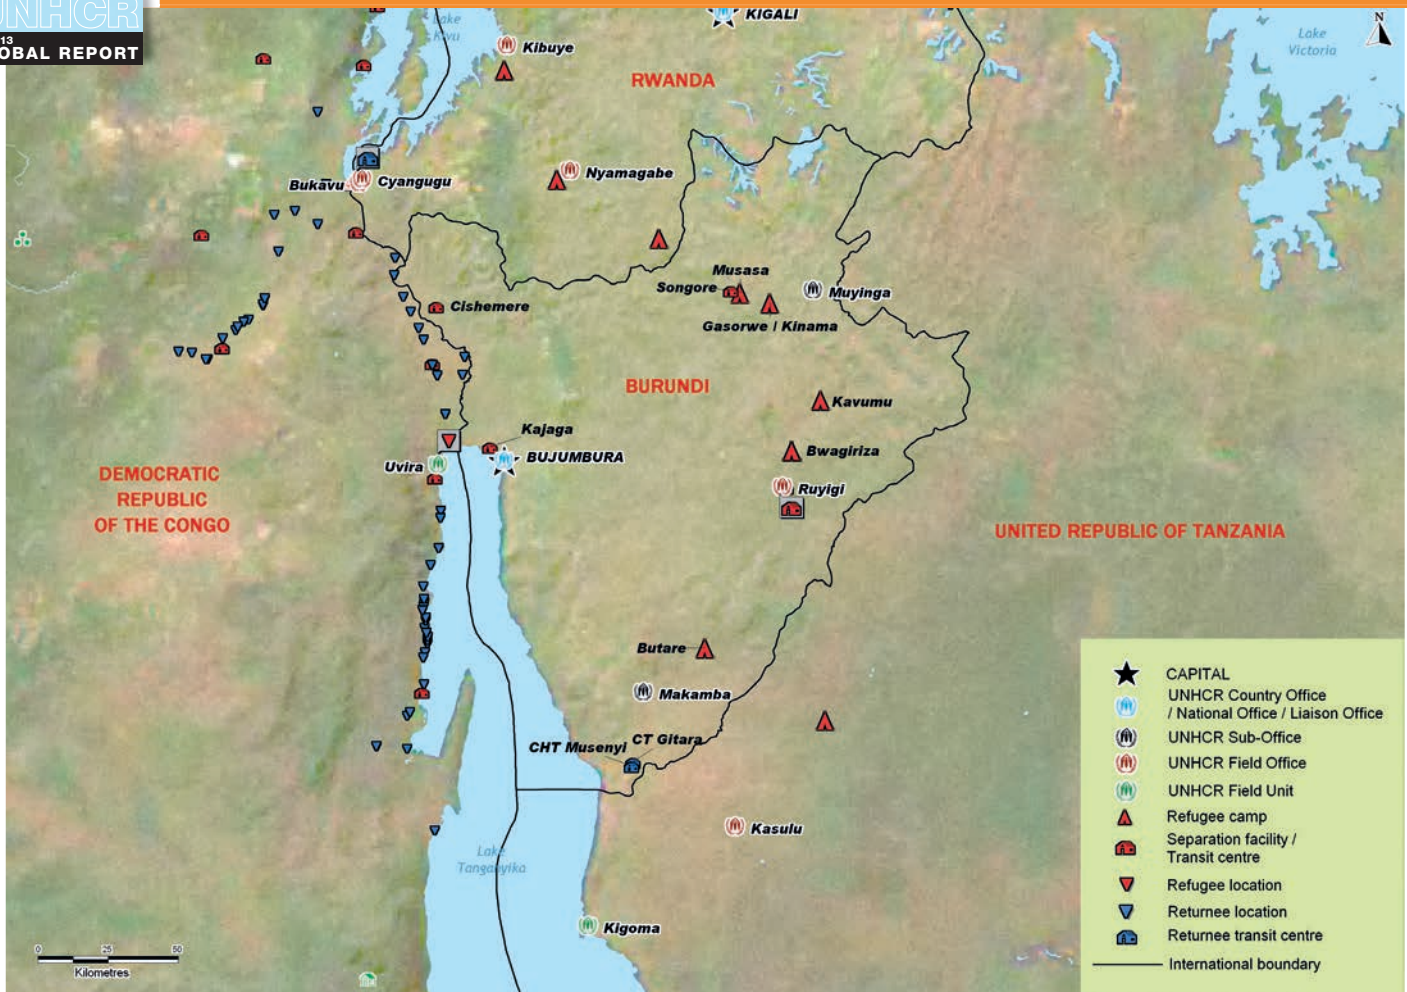 UNHCR
13
OBAL REPORT
Lake
Kivu
KIGALI
N
Lake
Victoria
Kibuye
RWANDA
Bukavu
Cyangugu
Nyamagabe
Musasa
Songore
Muyinga
Gasorwe / Kinama
Cishemere
BURUNDI
Kavumu
Kajaga
BUJUMBURA
Bwagiriza
Uvira
DEMOCRATIC
REPUBLIC
OF THE CONGO
Ruyigi
UNITED REPUBLIC OF TANZANIA
Butare
Makamba
CHT Musenyi
CT Gitara
Kasulu
Lake
Tanganyika
Kigoma
0 25 50
Kilometres
CAPITAL
UNHCR Country Office
/ National Office / Liaison Office
UNHCR Sub-Office
UNHCR Field Office
UNHCR Field Unit
Refugee camp
Separation facility /
Transit centre
Refugee location
Returnee location
Returnee transit centre
International boundary